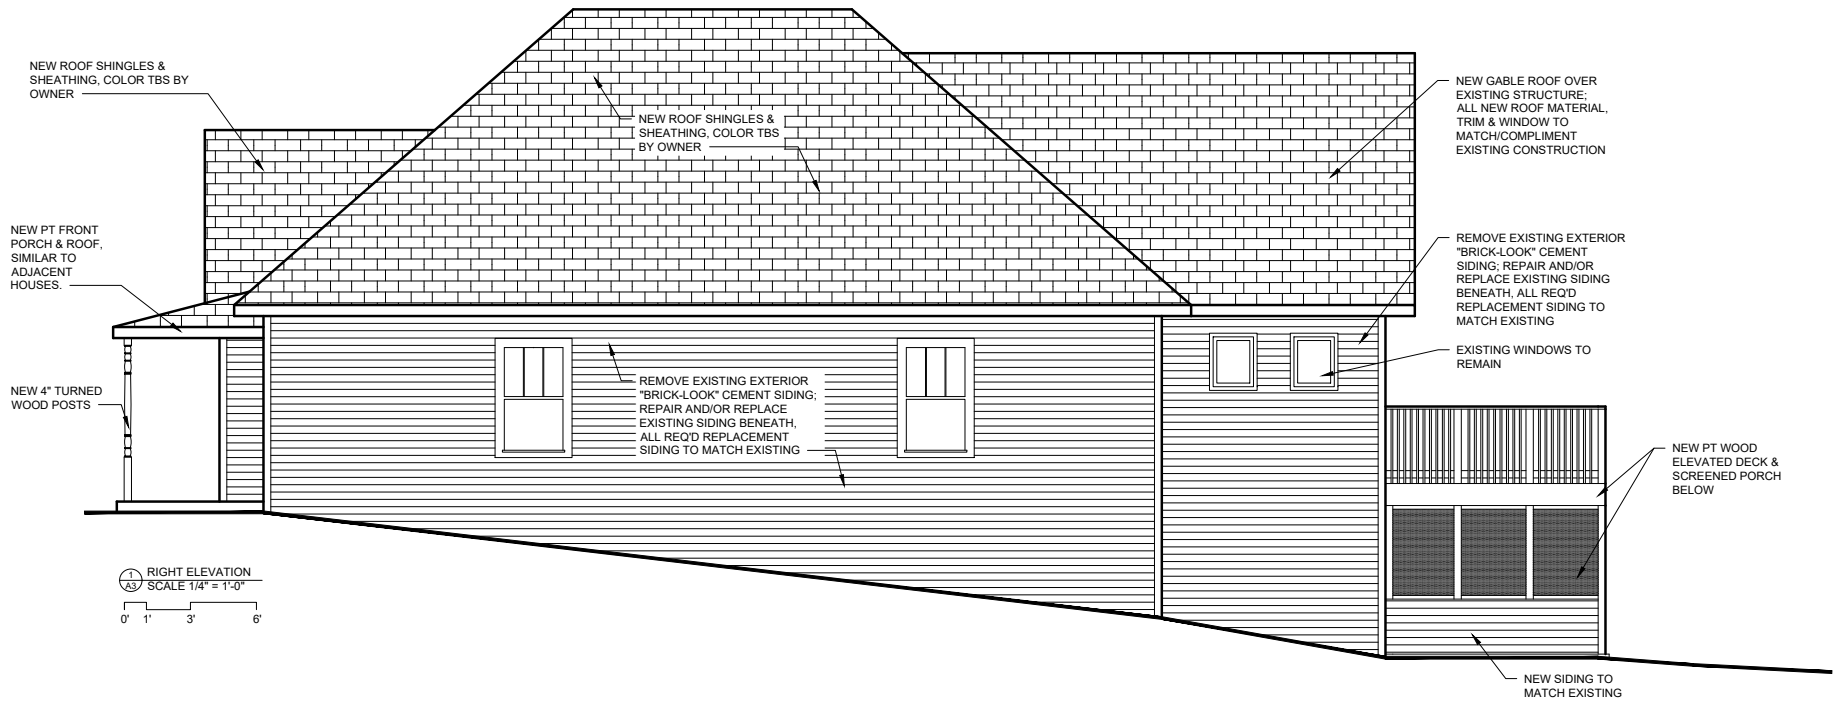 NEW ROOF SHINGLES &
SHEATHING, COLOR TBS BY
OWNER
NEW ROOF SHINGLES &
SHEATHING, COLOR TBS
BY OWNER
NEW GABLE ROOF OVER
EXISTING STRUCTURE;
ALL NEW ROOF MATERIAL,
TRIM & WINDOW TO
MATCH/COMPLIMENT
EXISTING CONSTRUCTION
NEW PT FRONT
PORCH & ROOF,
SIMILAR TO
ADJACENT
HOUSES.
REMOVE EXISTING EXTERIOR
"BRICK-LOOK" CEMENT
SIDING; REPAIR AND/OR
REPLACE EXISTING SIDING
BENEATH, ALL REQ'D
REPLACEMENT SIDING TO
MATCH EXISTING
EXISTING WINDOWS TO
REMAIN
NEW 4" TURNED
WOOD POSTS
REMOVE EXISTING EXTERIOR
"BRICK-LOOK" CEMENT SIDING;
REPAIR AND/OR REPLACE
EXISTING SIDING BENEATH,
ALL REQ'D REPLACEMENT
SIDING TO MATCH EXISTING
NEW PT WOOD
ELEVATED DECK &
SCREENED PORCH
BELOW
1
A3
RIGHT ELEVATION
SCALE 1/4" = 1'-0"
0' 1' 3' 6'
NEW SIDING TO
MATCH EXISTING